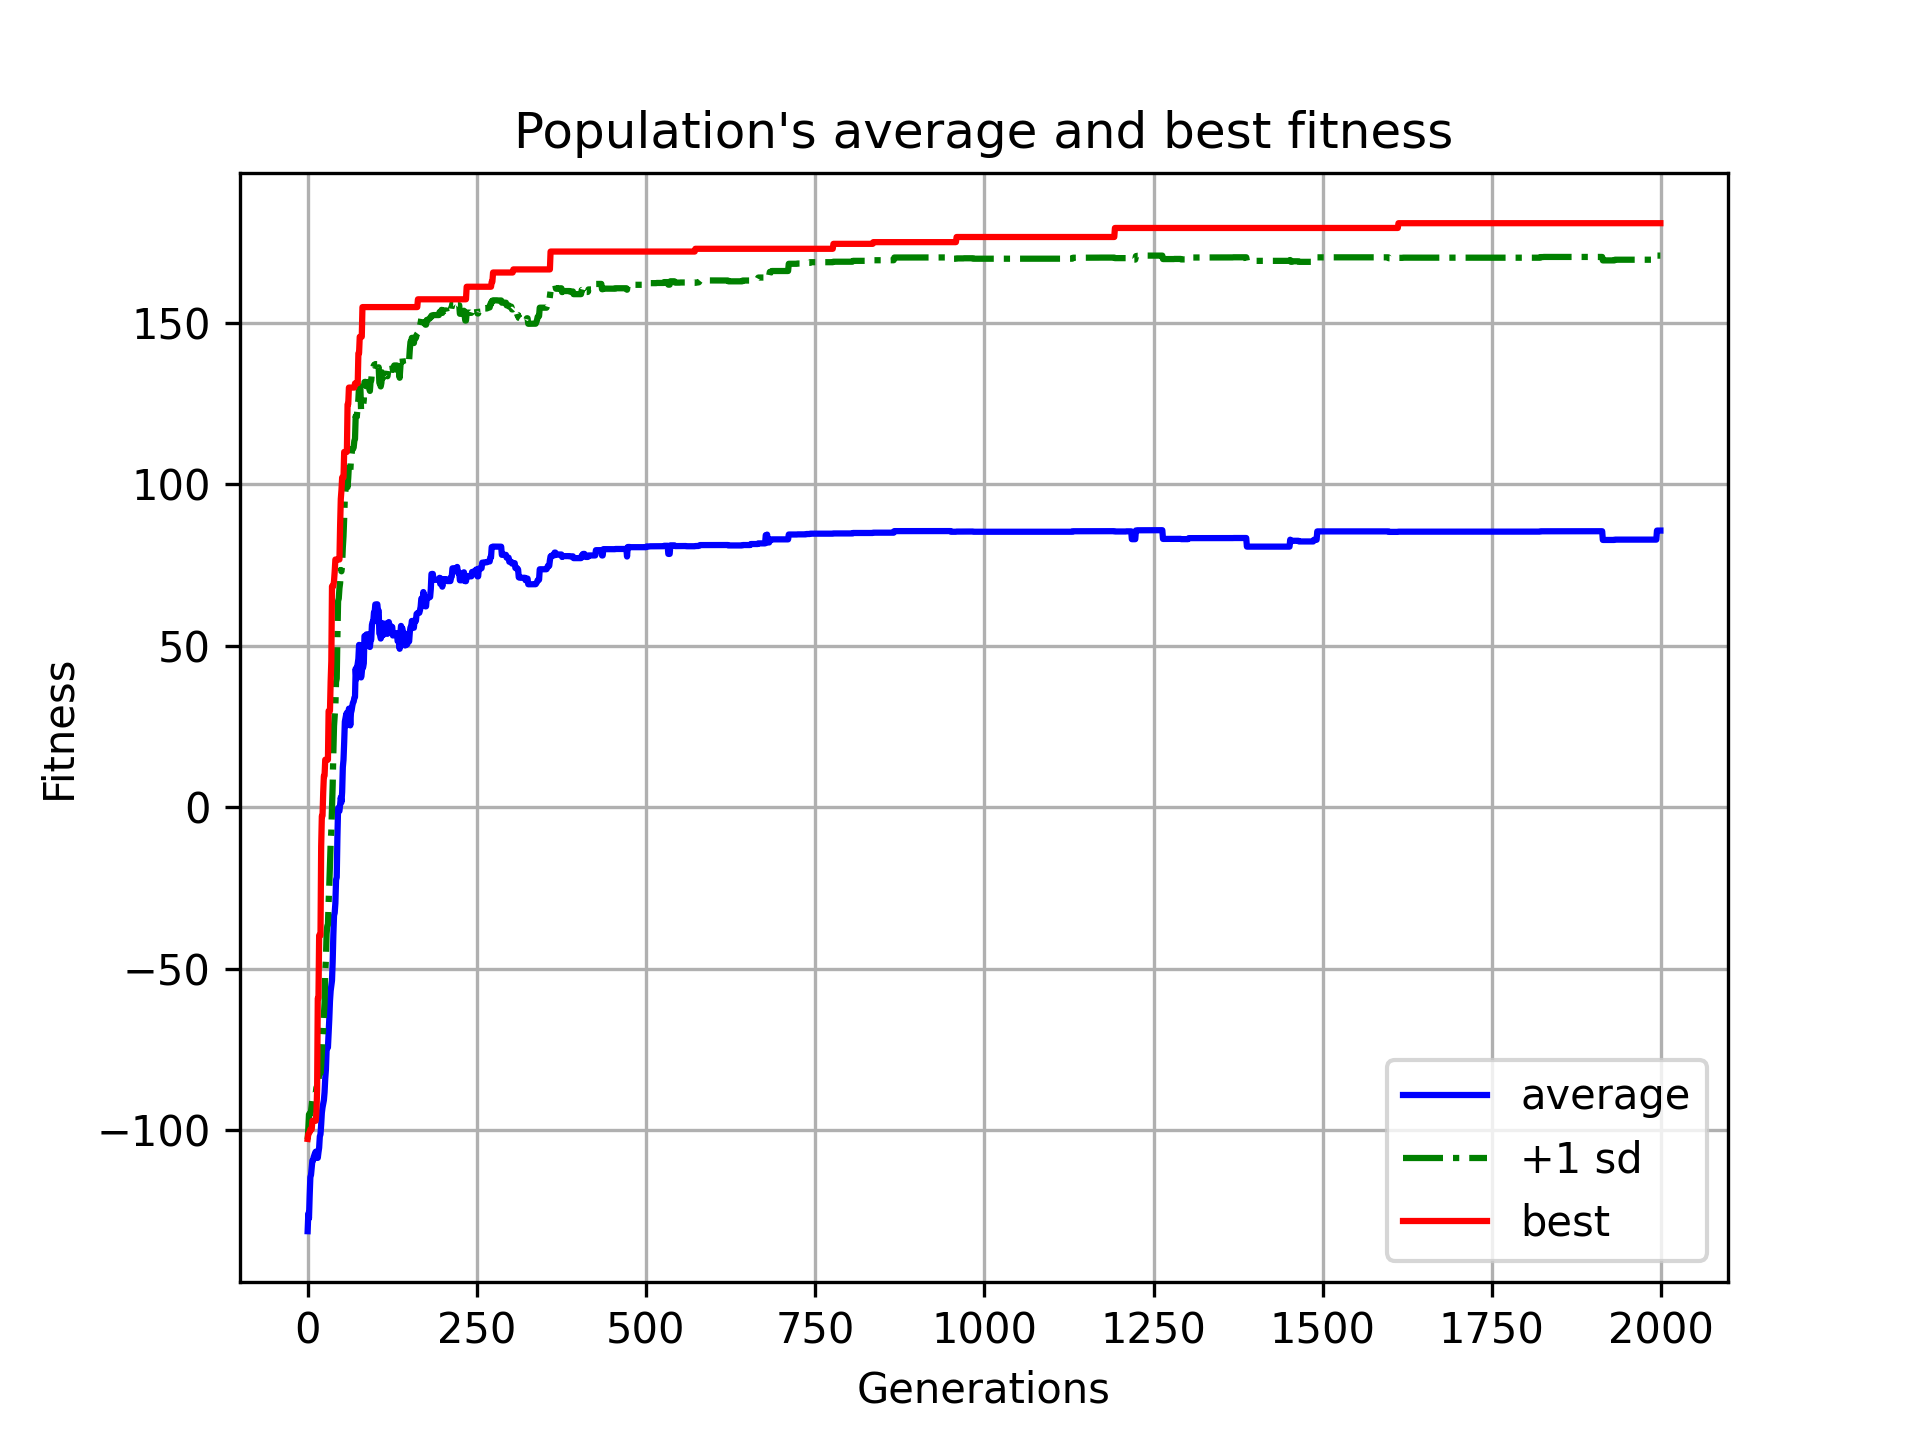 Population's average and best fitness
Fitness
150
100
50
0
−50
−100
0 250 500 750 1000 1250 1500 1750 2000
Generations
average
+1 sd
best